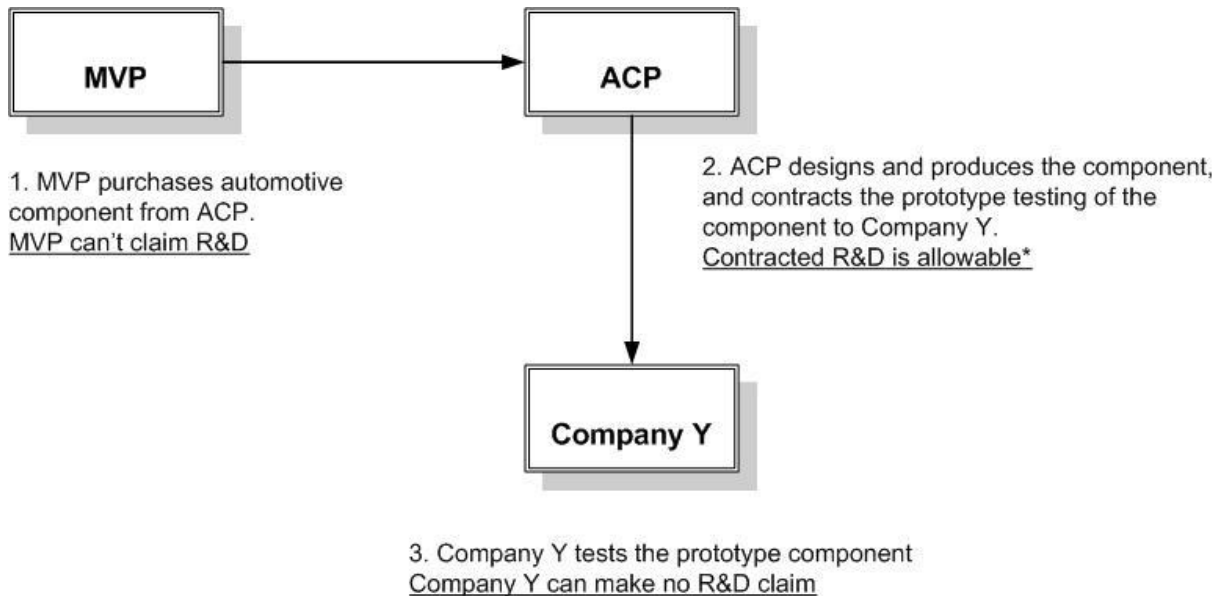 MVP
ACP
1. MVP purchases automotive
component from ACP.
MVP can't claim R&D
2. ACP designs and produces the component,
and contracts the prototype testing of the
component to Company Y.
Contracted R&D is allowable*
Company Y
3. Company Y tests the prototype component
Company Y can make no R&D claim